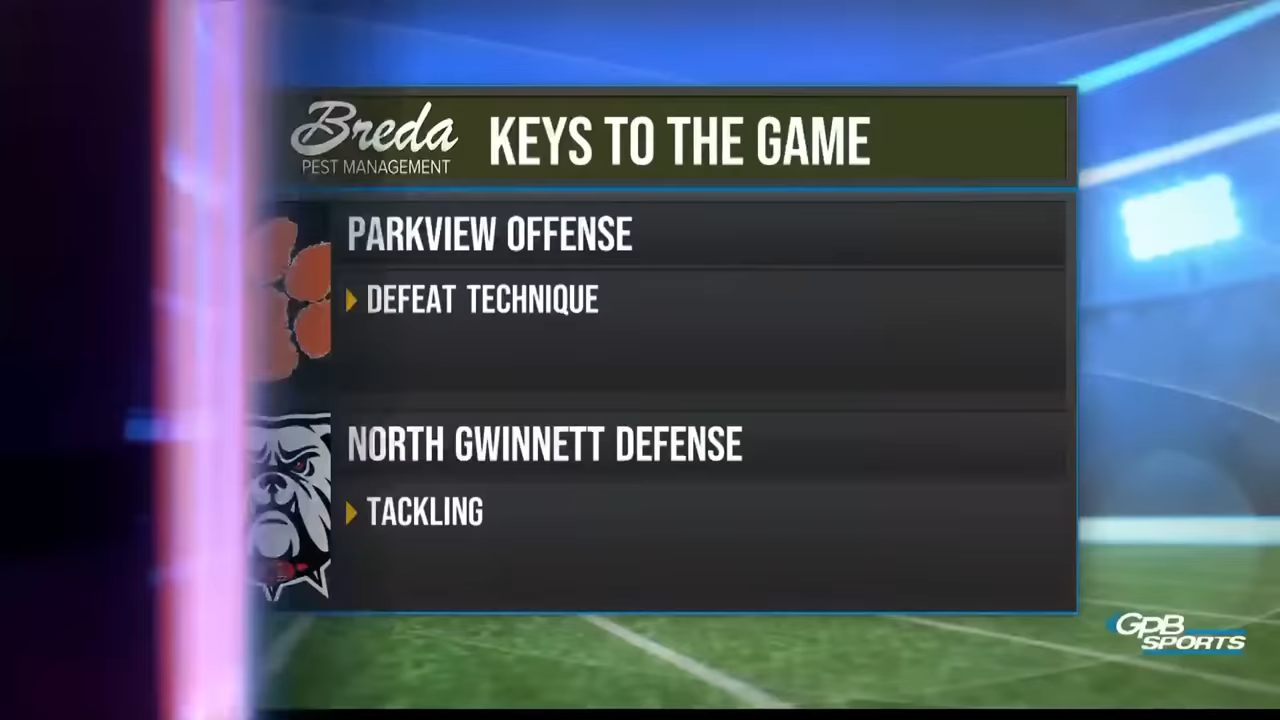 Breda
PEST MANAGEMENT
KEYS TO THE GAME
PARKVIEW OFFENSE
DEFEAT TECHNIQUE
NORTH GWINNETT DEFENSE
TACKLING
GPB
SPORTS